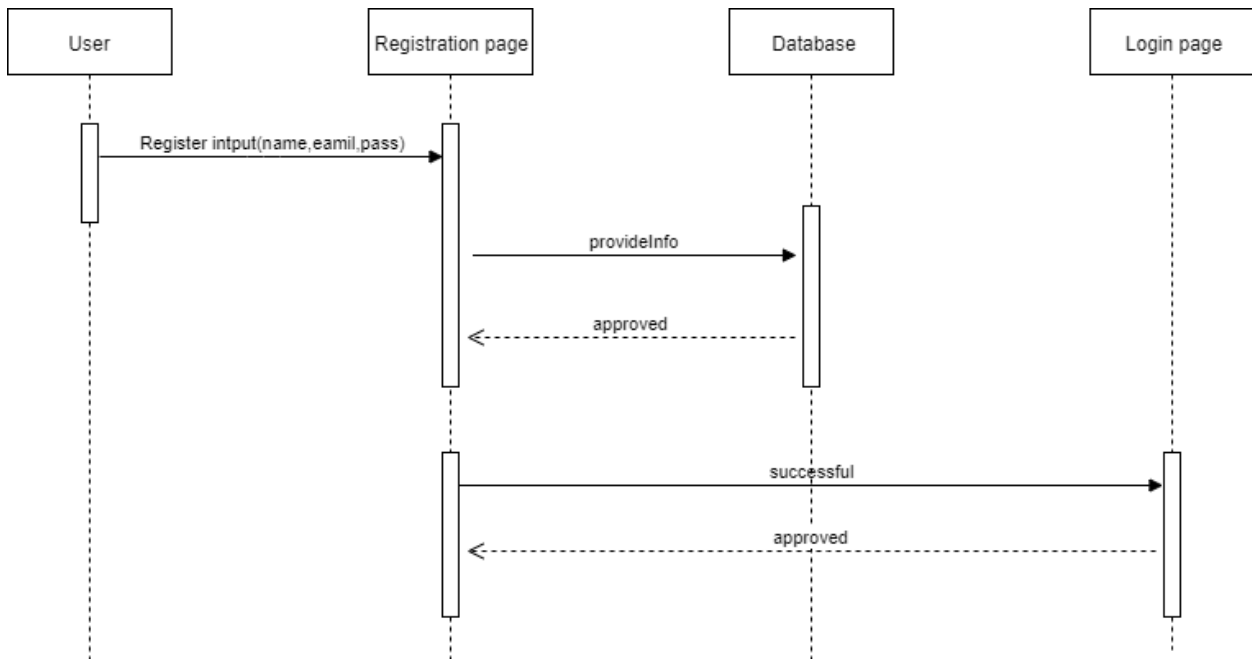 User
Registration page
Database
Login page
Register intput(name,eamil,pass)
provideInfo
approved
successful
approved